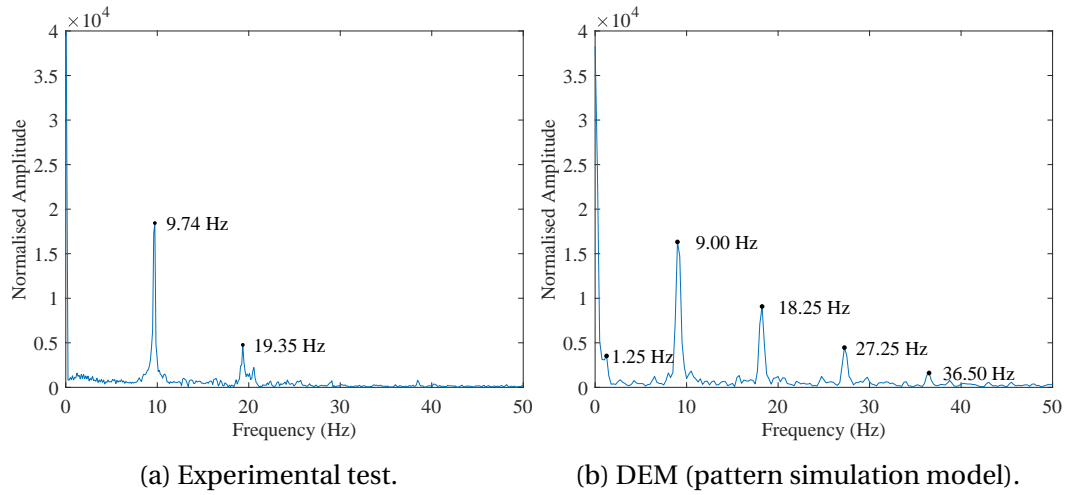 ×10⁴
4
3.5
3
2.5
2
1.5
1
0.5
0
Normalised Amplitude
9.74 Hz
19.35 Hz
0 10 20 30 40 50
Frequency (Hz)
(a) Experimental test.
×10⁴
4
3.5
3
2.5
2
1.5
1
0.5
0
Normalised Amplitude
1.25 Hz
9.00 Hz
18.25 Hz
27.25 Hz
36.50 Hz
0 10 20 30 40 50
Frequency (Hz)
(b) DEM (pattern simulation model).